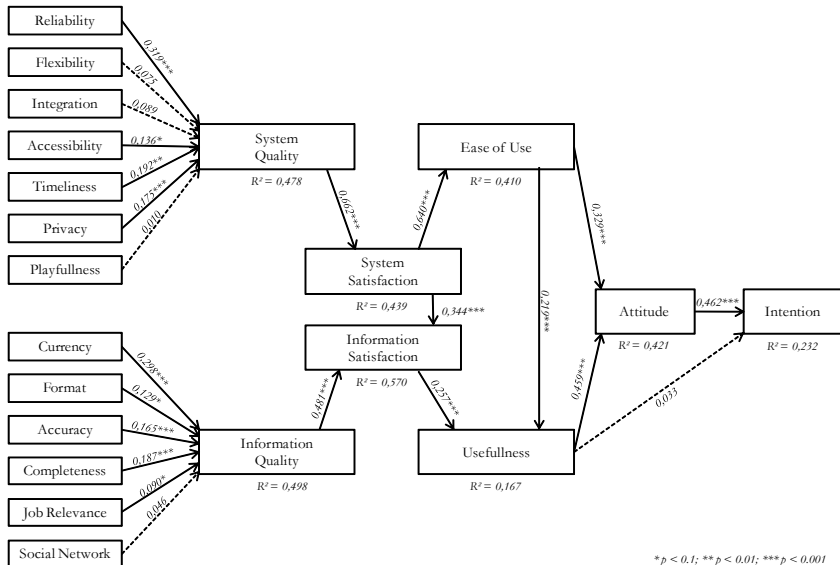 Reliability
Flexibility
Integration
Accessibility
Timeliness
Privacy
Playfullness
0,319***
0,075
0,089
0,136*
0,192**
0,175***
0,010
System
Quality
R² = 0,478
Ease of Use
R² = 0,410
0,662***
0,640***
System
Satisfaction
R² = 0,439
0,344***
0,219***
0,329***
Information
Satisfaction
R² = 0,570
Attitude
R² = 0,421
0,462***
Intention
R² = 0,232
Currency
Format
Accuracy
Completeness
Job Relevance
Social Network
0,298***
0,129*
0,165***
0,187***
0,090*
0,046
0,481***
0,257***
0,459***
0,033
Information
Quality
R² = 0,498
Usefullness
R² = 0,167
* p < 0.1; ** p < 0.01; *** p < 0.001